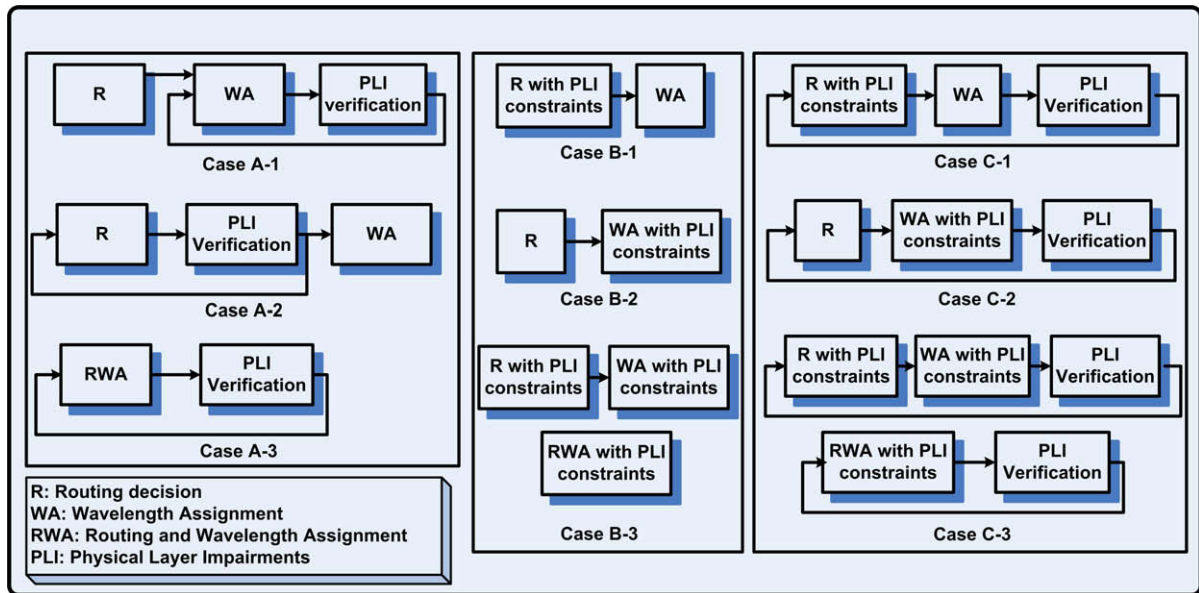 R
WA
PLI
verification
Case A-1
R
PLI
Verification
WA
Case A-2
RWA
PLI
Verification
Case A-3
R: Routing decision
WA: Wavelength Assignment
RWA: Routing and Wavelength Assignment
PLI: Physical Layer Impairments
R with PLI
constraints
WA
Case B-1
R
WA with PLI
constraints
Case B-2
R with PLI
constraints
WA with PLI
constraints
RWA with PLI
constraints
Case B-3
R with PLI
constraints
WA
PLI
Verification
Case C-1
R
WA with PLI
constraints
PLI
Verification
Case C-2
R with PLI
constraints
WA with PLI
constraints
PLI
Verification
RWA with PLI
constraints
PLI
Verification
Case C-3